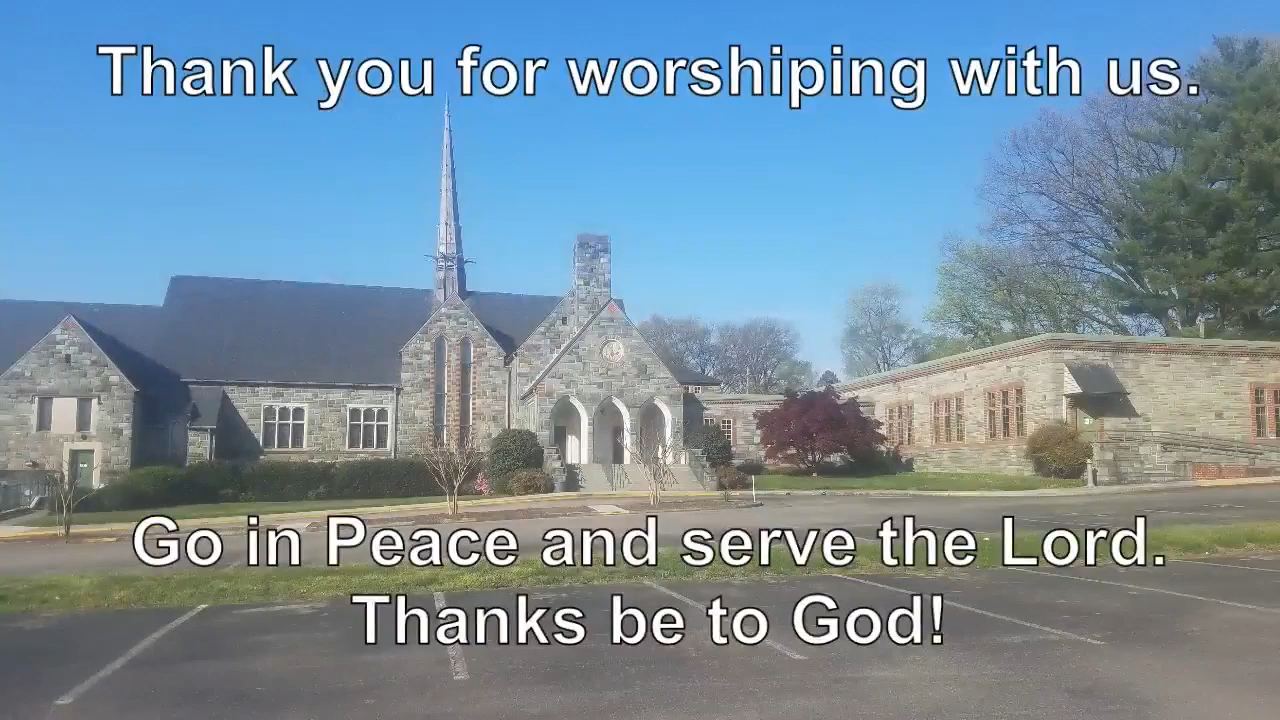 Thank you for worshiping with us.
Go in Peace and serve the Lord.
Thanks be to God!